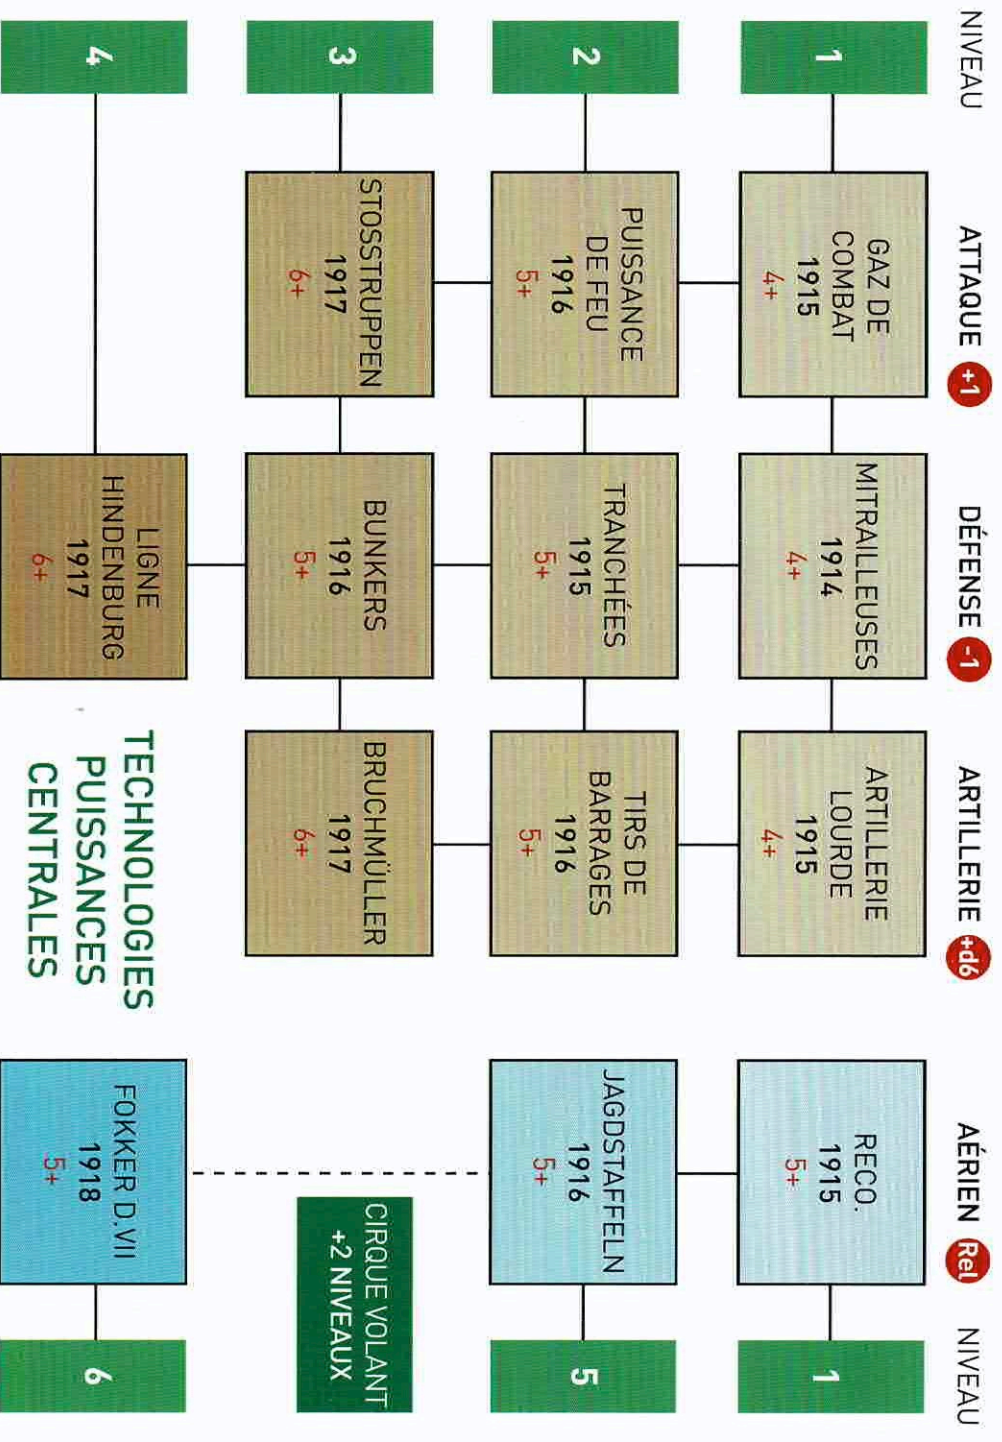 NIVEAU
ATTAQUE +1
DÉFENSE -1
ARTILLERIE +d6
AÉRIEN Rel
NIVEAU
1
GAZ DE
COMBAT
1915
4+
MITRAILLEUSES
1914
4+
ARTILLERIE
LOURDE
1915
4+
RECO.
1915
5+
1
2
PUISSANCE
DE FEU
1916
5+
TRANCHÉES
1915
5+
TIRS DE
BARRAGES
1916
5+
JAGDSTAFFELN
1916
5+
5
3
STOSSTRUPPEN
1917
6+
BUNKERS
1916
5+
BRUCHMÜLLER
1917
6+
CIRQUE VOLANT
+2 NIVEAUX
4
LIGNE
HINDENBURG
1917
6+
TECHNOLOGIES
PUISSANCES
CENTRALES
FOKKER D.VII
1918
5+
6